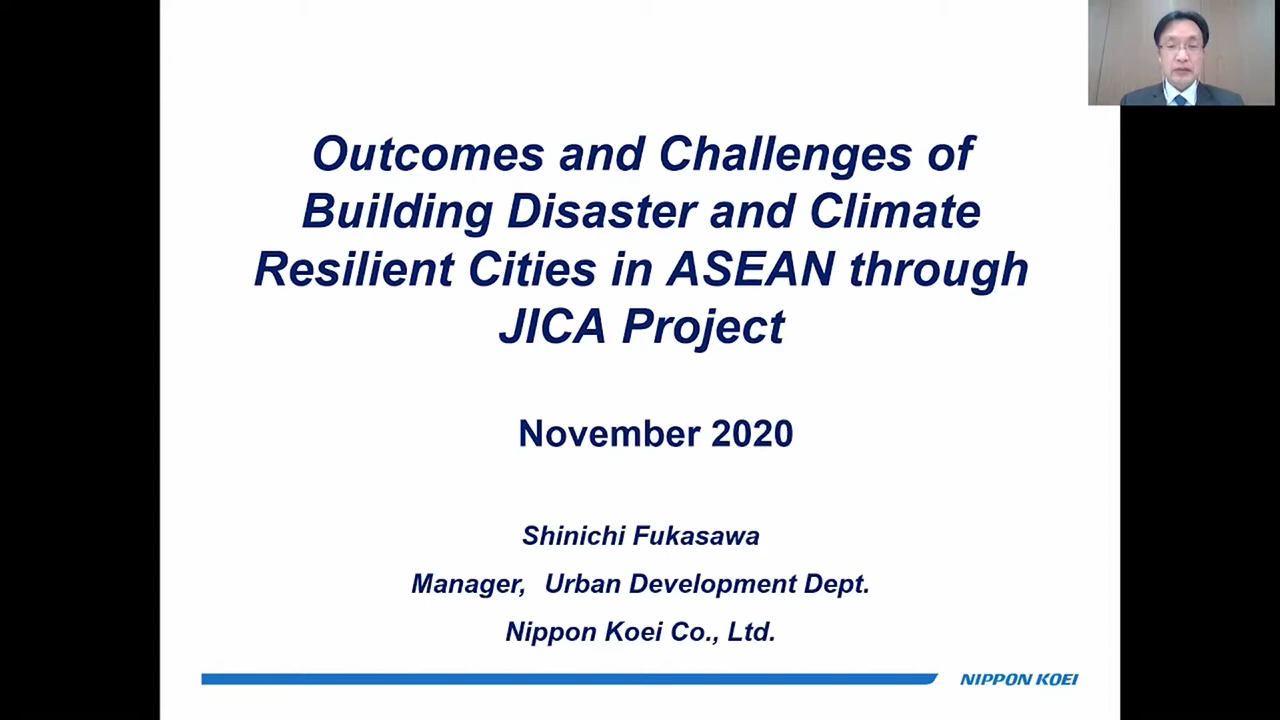 Outcomes and Challenges of
Building Disaster and Climate
Resilient Cities in ASEAN through
JICA Project
November 2020
Shinichi Fukasawa
Manager, Urban Development Dept.
Nippon Koei Co., Ltd.
NIPPON KOEI